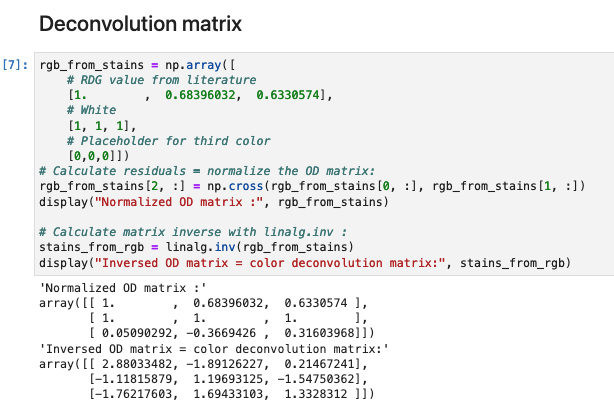 Deconvolution matrix
[7]: rgb_from_stains = np.array([
# RDG value from literature
[1.        ,  0.68396032,  0.6330574],
# White
[1, 1, 1],
# Placeholder for third color
[0,0,0]])
# Calculate residuals = normalize the OD matrix:
rgb_from_stains[2, :] = np.cross(rgb_from_stains[0, :], rgb_from_stains[1, :])
display("Normalized OD matrix :", rgb_from_stains)
# Calculate matrix inverse with linalg.inv :
stains_from_rgb = linalg.inv(rgb_from_stains)
display("Inversed OD matrix = color deconvolution matrix:", stains_from_rgb)
'Normalized OD matrix :'
array([[ 1.        ,  0.68396032,  0.6330574 ],
[ 1.        ,  1.        ,  1.        ],
[ 0.05090292, -0.3669426 ,  0.31603968]])
'Inversed OD matrix = color deconvolution matrix:'
array([[ 2.88033482, -1.89126227,  0.21467241],
[-1.11815879,  1.19693125, -1.54750362],
[-1.76217603,  1.69433103,  1.3328312 ]])